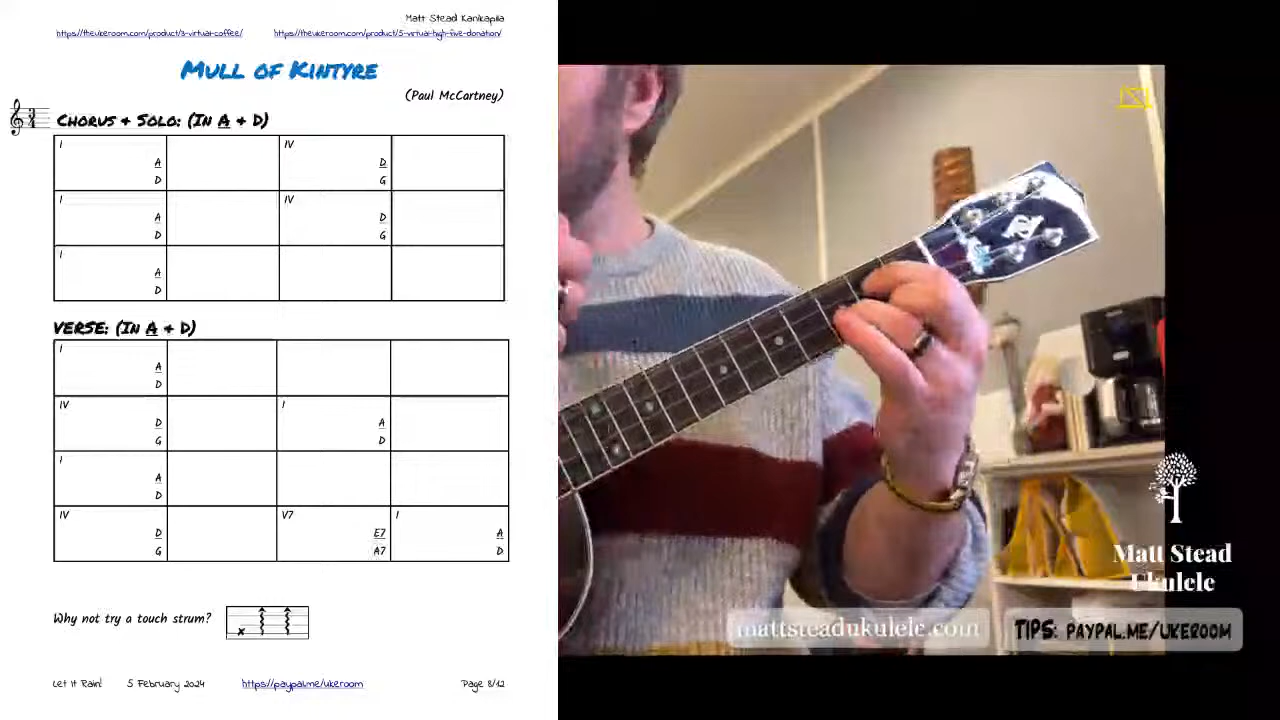 Matt Stead Kanikapila
https://theukeroom.com/product/3-virtual-coffee/ https://theukeroom.com/product/5-virtual-high-five-donation/
Mull of Kintyre
(Paul McCartney)
3
4
Chorus + Solo: (In A + D)
I IV
A D
D G
I IV
A D
D G
I
A
D
VERSE: (In A + D)
I
A
D
IV I
D A
G D
I
A
D
IV V7 I
D E7 A
G A7 D
Why not try a touch strum?
x
Let It Rain! 5 February 2024 https://paypal.me/ukeroom Page 8/12
Matt Stead
Ukulele
mattsteadukulele.com
TIPS: PAYPAL.ME/UKEROOM